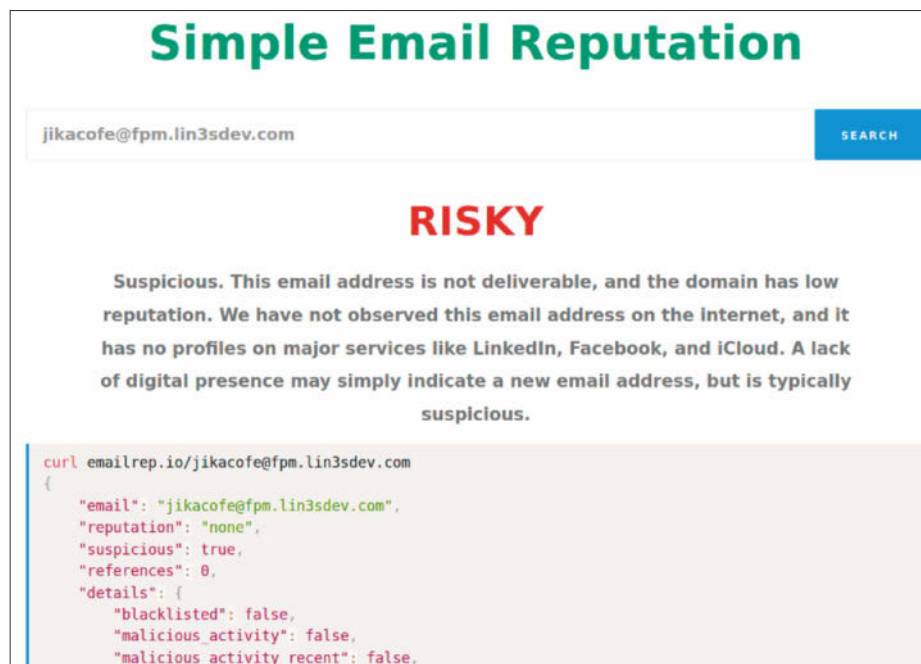 Simple Email Reputation
jikacofe@fpm.lin3sdev.com
SEARCH
RISKY
Suspicious. This email address is not deliverable, and the domain has low
reputation. We have not observed this email address on the internet, and it
has no profiles on major services like LinkedIn, Facebook, and iCloud. A lack
of digital presence may simply indicate a new email address, but is typically
suspicious.
curl emailrep.io/jikacofe@fpm.lin3sdev.com
{
    "email": "jikacofe@fpm.lin3sdev.com",
    "reputation": "none",
    "suspicious": true,
    "references": 0,
    "details": {
        "blacklisted": false,
        "malicious_activity": false,
        "malicious_activity_recent": false,